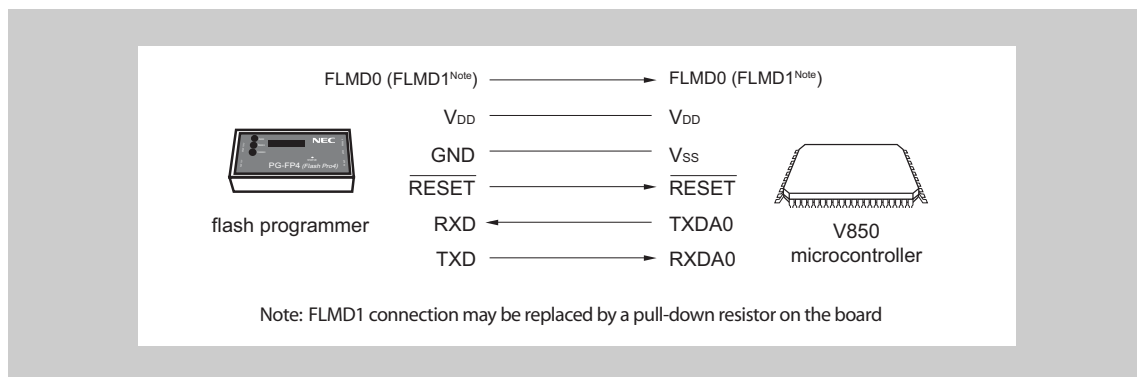 FLMD0 (FLMD1Note) FLMD0 (FLMD1Note)
VDD VDD
GND VSS
RESET RESET
RXD TXDA0
TXD RXDA0
NEC
PG-FP4 (Flash Pro4)
flash programmer
V850
microcontroller
Note: FLMD1 connection may be replaced by a pull-down resistor on the board